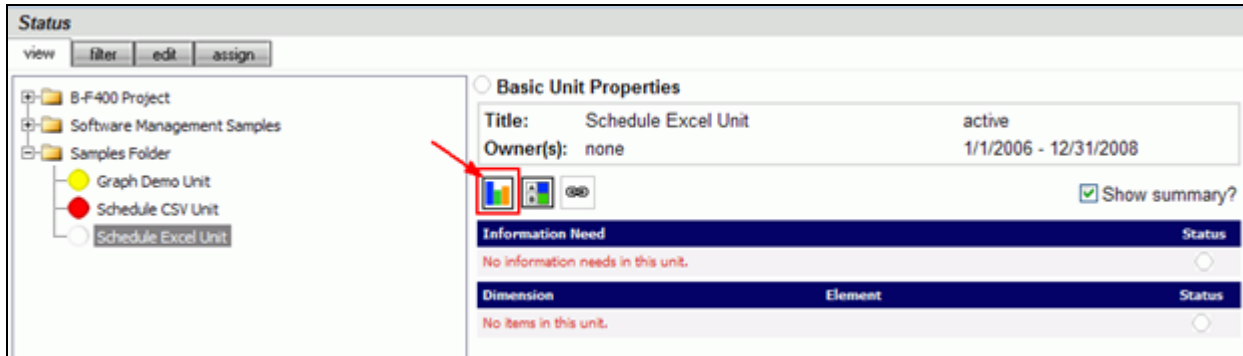 Status
view filter edit assign
B-F400 Project
Software Management Samples
Samples Folder
Graph Demo Unit
Schedule CSV Unit
Schedule Excel Unit
Basic Unit Properties
Title: Schedule Excel Unit active
Owner(s): none 1/1/2006 - 12/31/2008
Show summary?
Information Need Status
No information needs in this unit.
Dimension Element Status
No items in this unit.